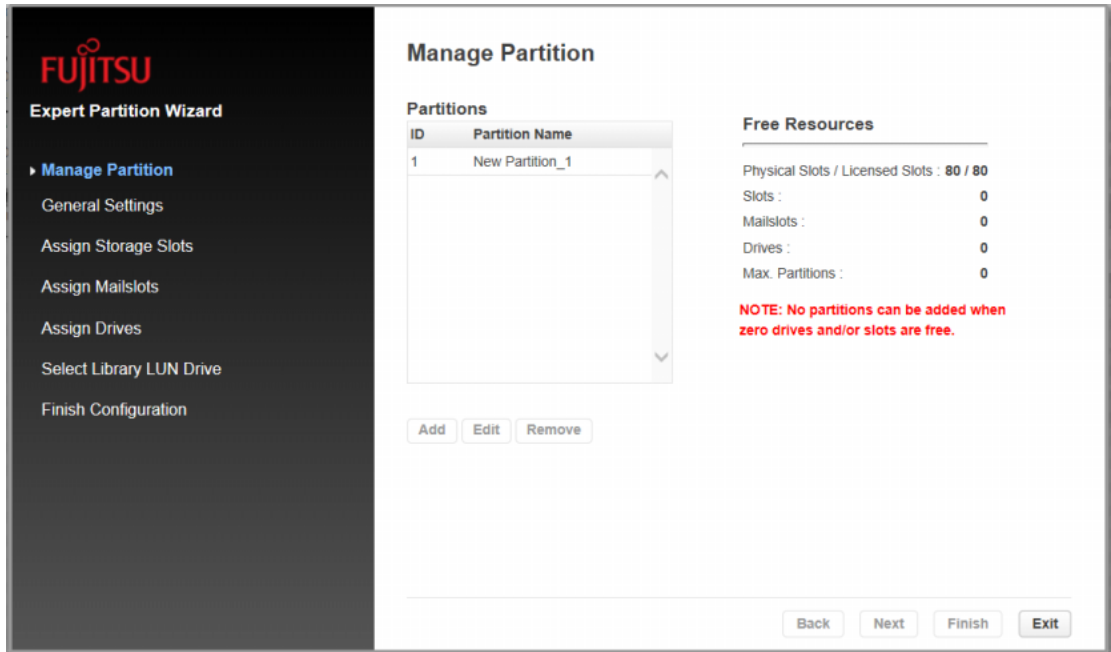 FUJITSU
Expert Partition Wizard
Manage Partition
General Settings
Assign Storage Slots
Assign Mailslots
Assign Drives
Select Library LUN Drive
Finish Configuration
Manage Partition
Partitions
ID Partition Name
1 New Partition_1
Add Edit Remove
Free Resources
Physical Slots / Licensed Slots : 80 / 80
Slots : 0
Mailslots : 0
Drives : 0
Max. Partitions : 0
NOTE: No partitions can be added when
zero drives and/or slots are free.
Back Next Finish Exit